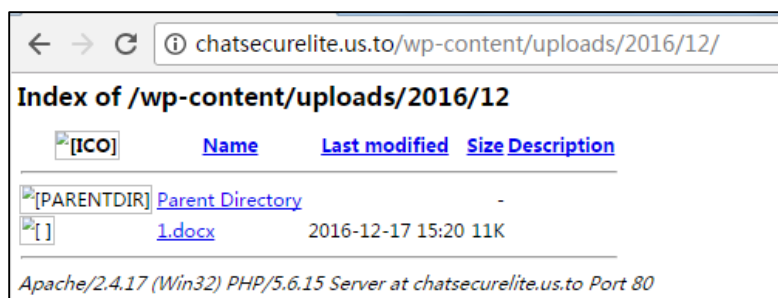 chatsecurelite.us.to/wp-content/uploads/2016/12/
Index of /wp-content/uploads/2016/12
[ICO] Name Last modified Size Description
[PARENTDIR] Parent Directory -
[ ] 1.docx 2016-12-17 15:20 11K
Apache/2.4.17 (Win32) PHP/5.6.15 Server at chatsecurelite.us.to Port 80